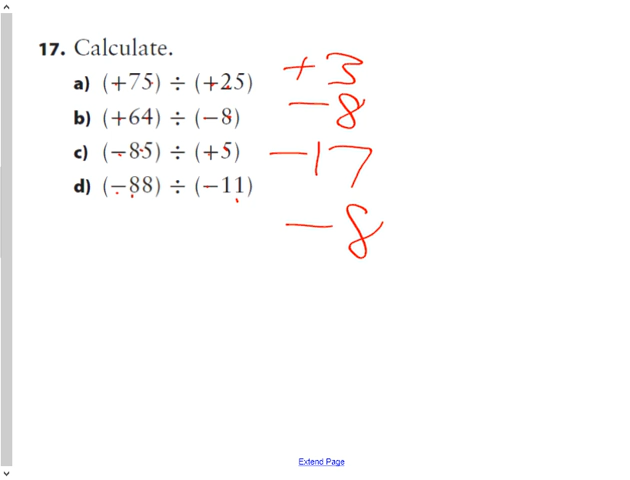 17. Calculate.
a) (+75) ÷ (+25) +3
b) (+64) ÷ (−8) −8
c) (−85) ÷ (+5) −17
d) (−88) ÷ (−11) −8
Extend Page